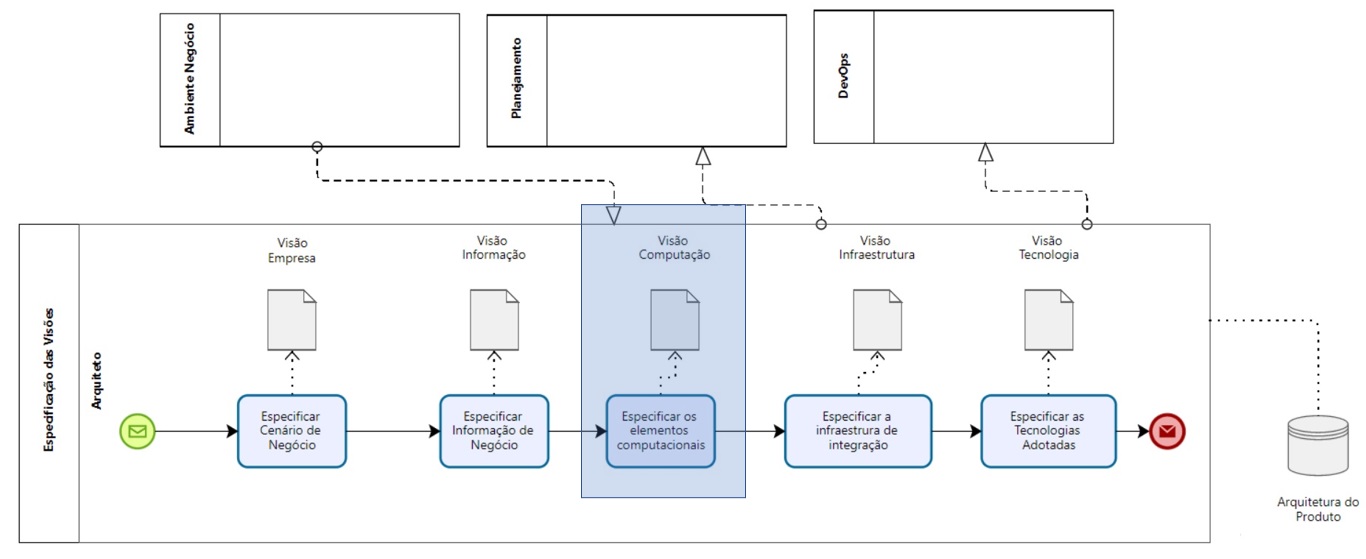 Ambiente Negócio
Planejamento
DevOps
Especificação das Visões
Arquiteto
Visão
Empresa
Visão
Informação
Visão
Computação
Visão
Infraestrutura
Visão
Tecnologia
Especificar
Cenário de
Negócio
Especificar
Informação de
Negócio
Especificar os
elementos
computacionais
Especificar a
infraestrura de
integração
Especificar as
Tecnologias
Adotadas
Arquitetura do
Produto